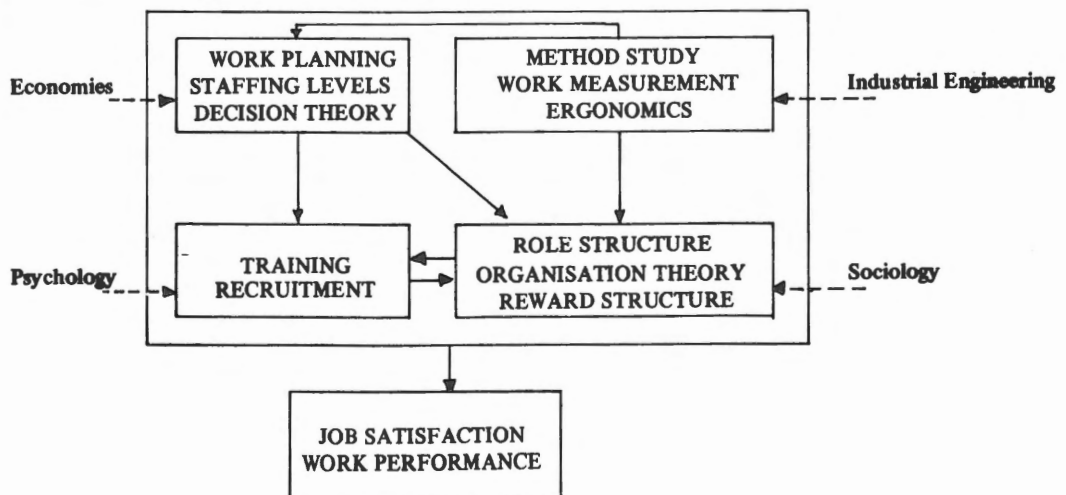 WORK PLANNING
STAFFING LEVELS
DECISION THEORY
METHOD STUDY
WORK MEASUREMENT
ERGONOMICS
Economies
Industrial Engineering
TRAINING
RECRUITMENT
ROLE STRUCTURE
ORGANISATION THEORY
REWARD STRUCTURE
Psychology
Sociology
JOB SATISFACTION
WORK PERFORMANCE